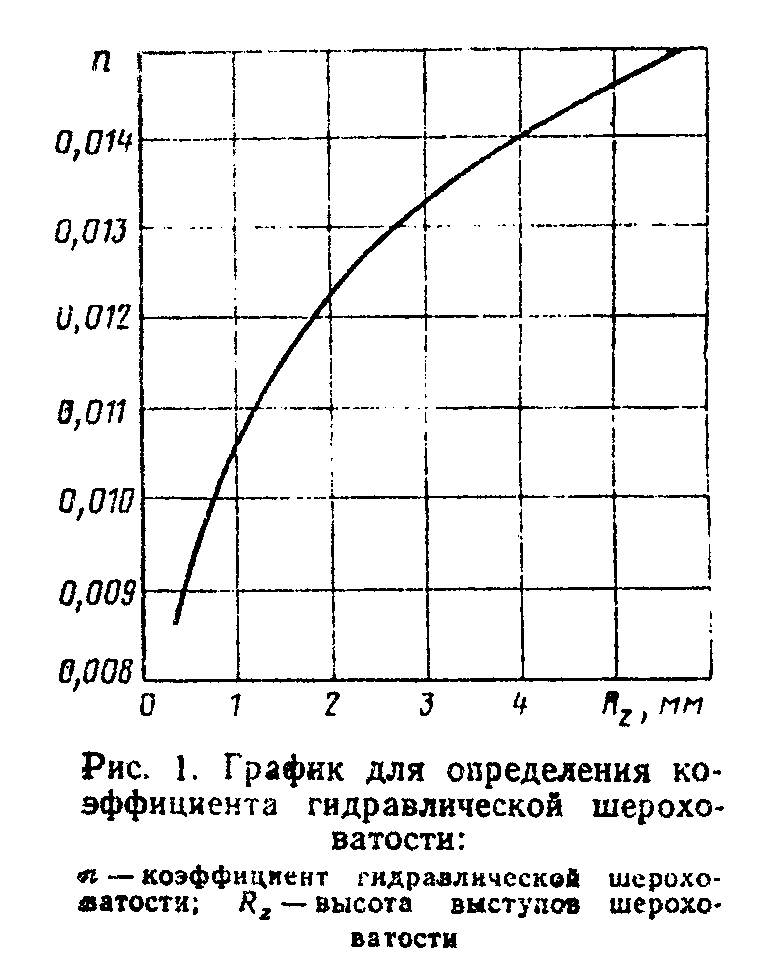 n
0,014
0,013
0,012
0,011
0,010
0,009
0,008
0 1 2 3 4 Rz, мм
Рис. 1. График для определения ко-
эффициента гидравлической шерохо-
ватости:
n — коэффициент гидравлической шерохо-
ватости; Rz — высота выступов шерохо-
ватости